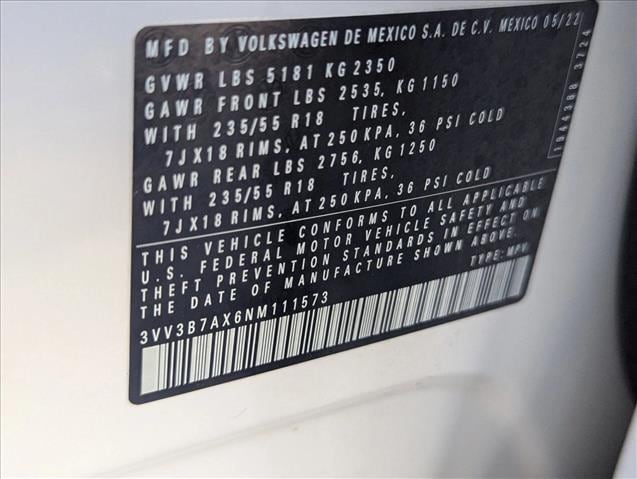 MFD BY VOLKSWAGEN DE MEXICO S.A. DE C.V. MEXICO 05/22
GVWR LBS 5181 KG 2350
GAWR FRONT LBS 2535, KG 1150
WITH 235/55 R18 TIRES,
7JX18 RIMS, AT 250 KPA, 36 PSI COLD
GAWR REAR LBS 2756, KG 1250
WITH 235/55 R18 TIRES,
7JX18 RIMS, AT 250 KPA, 36 PSI COLD
THIS VEHICLE CONFORMS TO ALL APPLICABLE
U.S. FEDERAL MOTOR VEHICLE SAFETY AND
THEFT PREVENTION STANDARDS IN EFFECT ON
THE DATE OF MANUFACTURE SHOWN ABOVE.
TYPE: MPV
3VV3B7AX6NM111573
1944388 3724